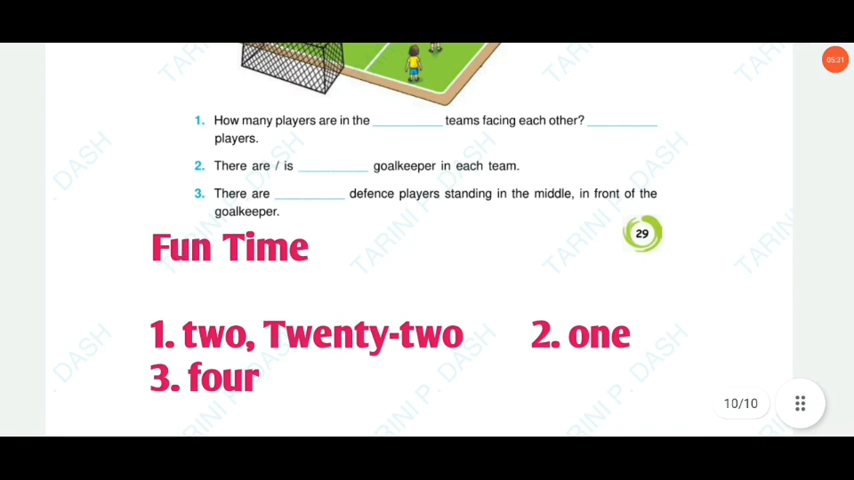 05:31
1. How many players are in the __________ teams facing each other? __________
players.
2. There are / is __________ goalkeeper in each team.
3. There are __________ defence players standing in the middle, in front of the
goalkeeper.
29
Fun Time
1. two, Twenty-two 2. one
3. four
10/10
TARINI P. DASH